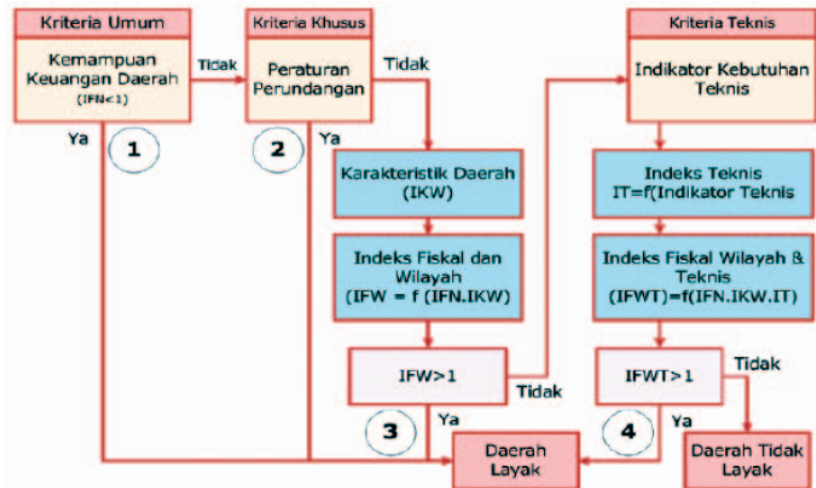 Kriteria Umum
Kemampuan
Keuangan Daerah
(IFN<1)
Tidak
Ya
1
Kriteria Khusus
Peraturan
Perundangan
Tidak
Ya
2
Karakteristik Daerah
(IKW)
Indeks Fiskal dan
Wilayah
(IFW = f (IFN.IKW)
IFW>1
Tidak
Ya
3
Kriteria Teknis
Indikator Kebutuhan
Teknis
Indeks Teknis
IT=f(Indikator Teknis
Indeks Fiskal Wilayah &
Teknis
(IFWT)=f(IFN.IKW.IT)
IFWT>1
Tidak
Ya
4
Daerah
Layak
Daerah Tidak
Layak